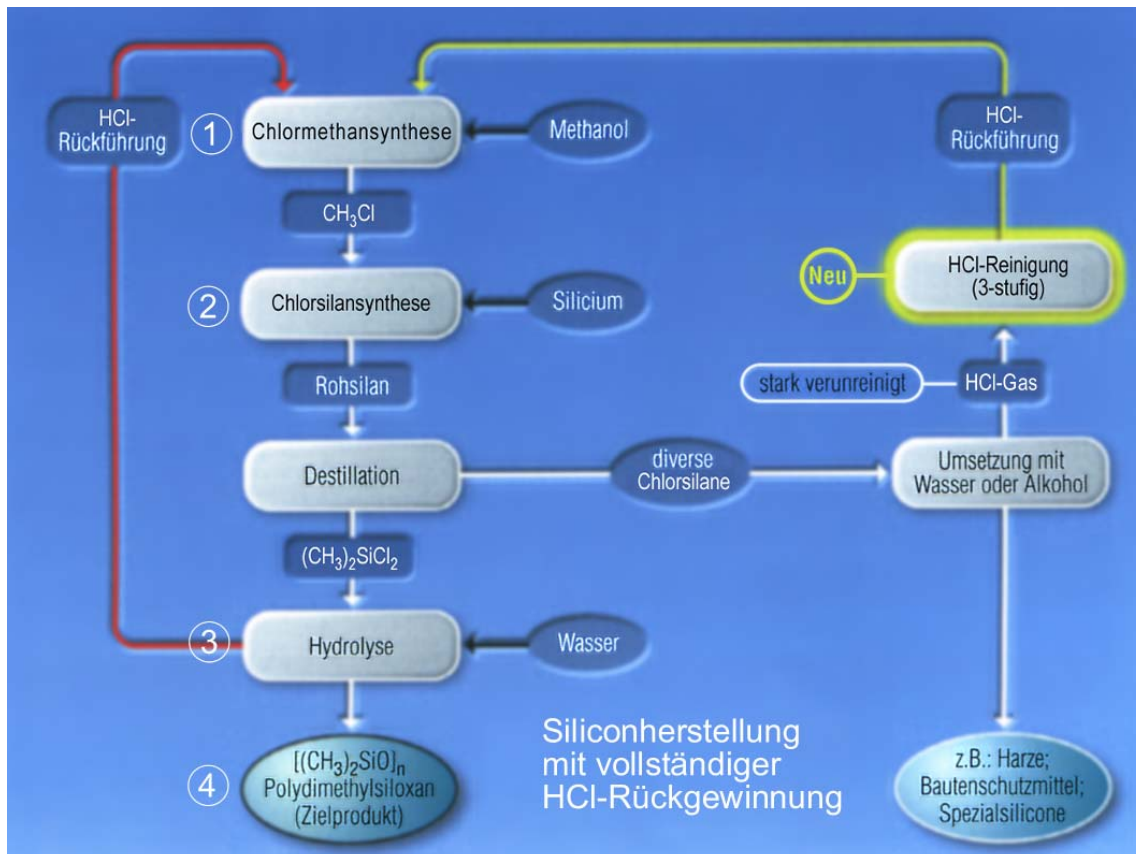 HCl-
Rückführung
1
Chlormethansynthese
Methanol
HCl-
Rückführung
CH₃Cl
Neu
HCl-Reinigung
(3-stufig)
2
Chlorsilansynthese
Silicium
Rohsilan
stark verunreinigt
HCl-Gas
Destillation
diverse
Chlorsilane
Umsetzung mit
Wasser oder Alkohol
(CH₃)₂SiCl₂
3
Hydrolyse
Wasser
4
[(CH₃)₂SiO]ₙ
Polydimethylsiloxan
(Zielprodukt)
Siliconherstellung
mit vollständiger
HCl-Rückgewinnung
z.B.: Harze;
Bautenschutzmittel;
Spezialsilicone